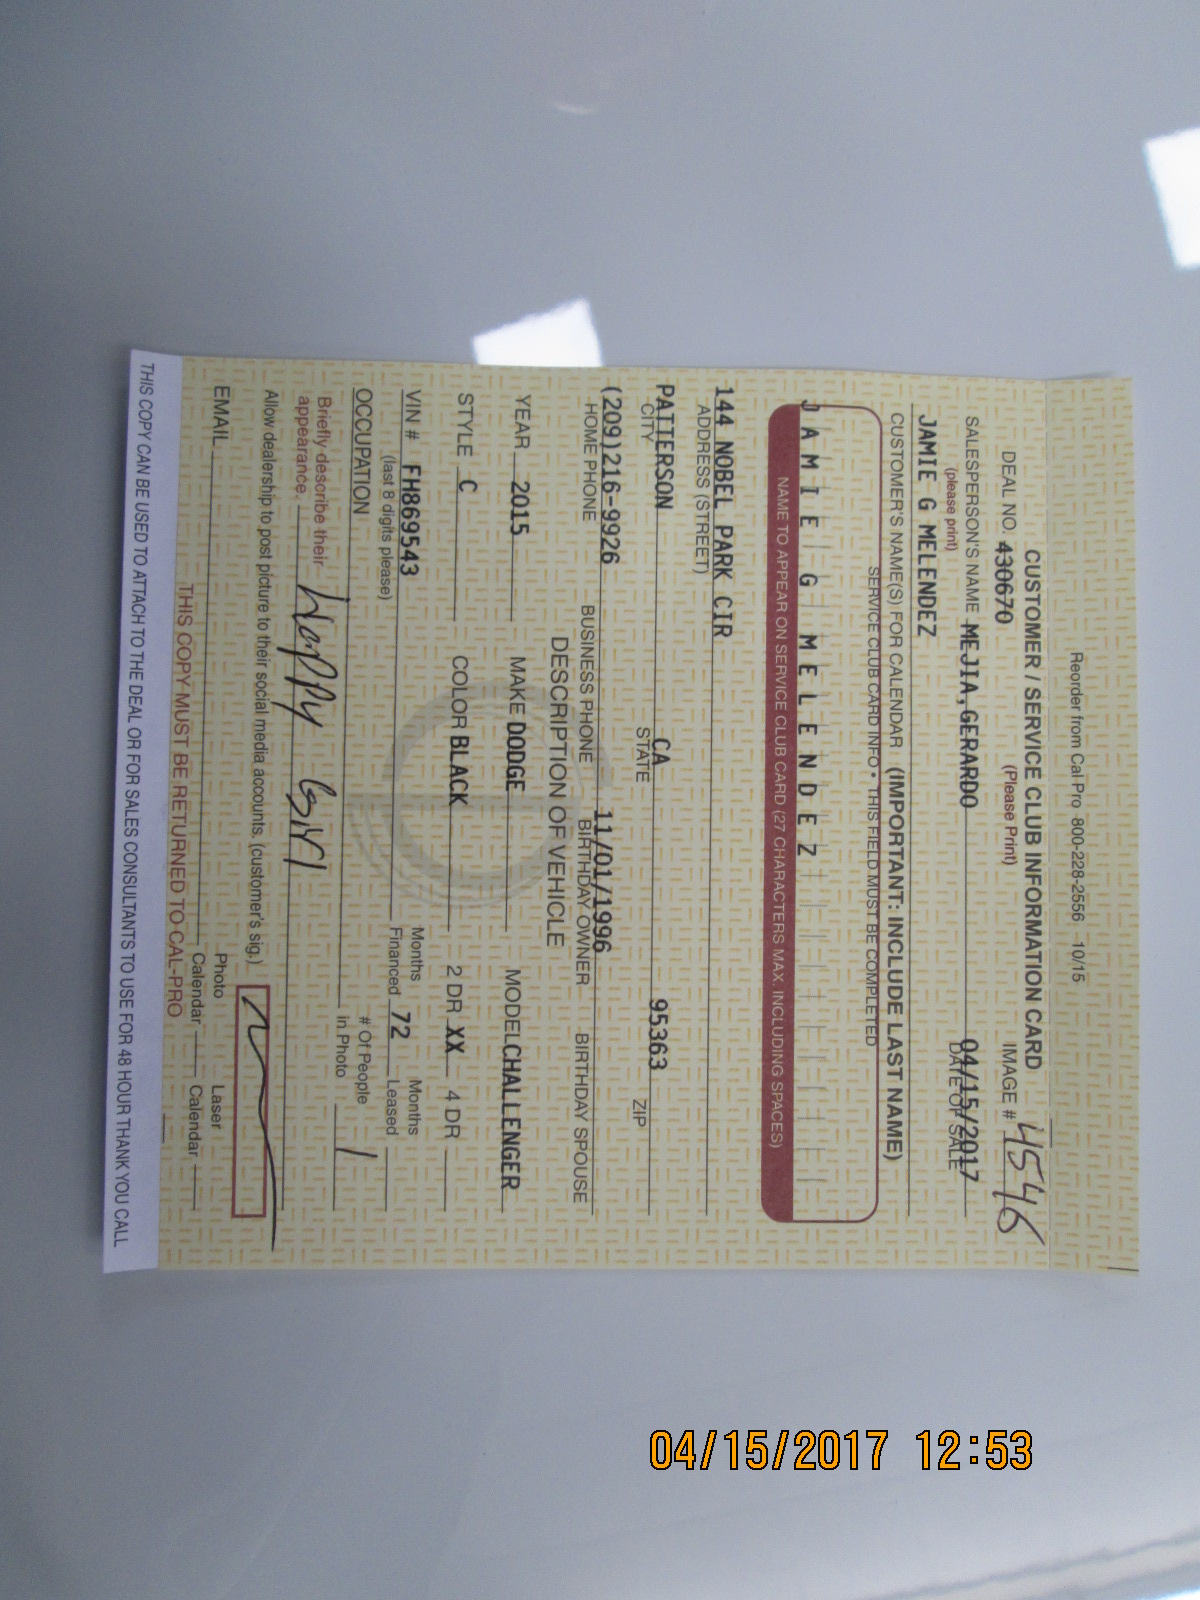 Reorder from Cal Pro 800-228-2556 10/15
CUSTOMER / SERVICE CLUB INFORMATION CARD
(Please Print)
DEAL NO. 430670 IMAGE # 4546
SALESPERSON'S NAME MEJIA, GERARDO 04/15/2017
(please print) DATE OF SALE
JAMIE G MELENDEZ
CUSTOMER'S NAME(S) FOR CALENDAR (IMPORTANT: INCLUDE LAST NAME)
SERVICE CLUB CARD INFO • THIS FIELD MUST BE COMPLETED
JAMIE G MELENDEZ
NAME TO APPEAR ON SERVICE CLUB CARD (27 CHARACTERS MAX. INCLUDING SPACES)
144 NOBEL PARK CIR
ADDRESS (STREET)
PATTERSON CA 95363
CITY STATE ZIP
(209)216-9926 11/01/1996
HOME PHONE BUSINESS PHONE BIRTHDAY OWNER BIRTHDAY SPOUSE
DESCRIPTION OF VEHICLE
YEAR 2015 MAKE DODGE MODEL CHALLENGER
STYLE C COLOR BLACK 2 DR XX 4 DR
VIN # FH869543 Months Financed 72 Months Leased
(last 8 digits please)
OCCUPATION # Of People in Photo 1
Briefly describe their appearance. Happy Girl
Allow dealership to post picture to their social media accounts. (customer's sig.)
EMAIL Photo Calendar Laser Calendar
THIS COPY MUST BE RETURNED TO CAL-PRO
THIS COPY CAN BE USED TO ATTACH TO THE DEAL OR FOR SALES CONSULTANTS TO USE FOR 48 HOUR THANK YOU CALL
04/15/2017 12:53